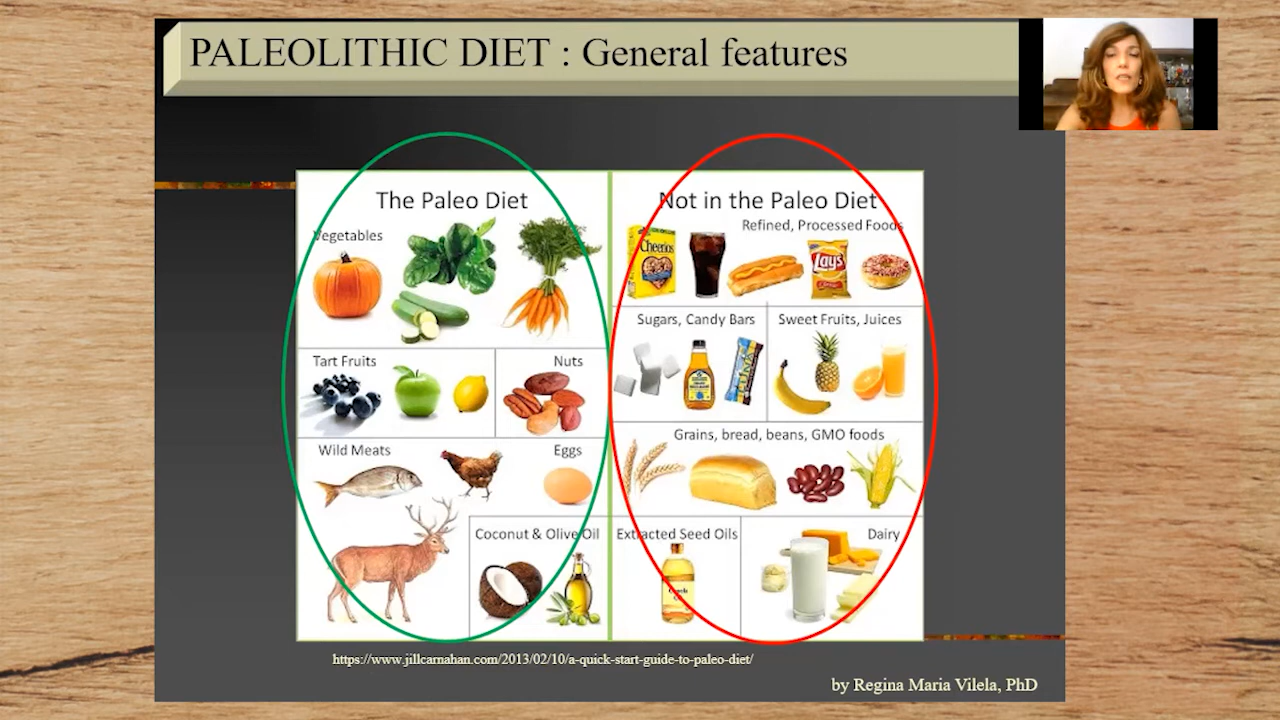 PALEOLITHIC DIET : General features
The Paleo Diet
Vegetables
Tart Fruits
Nuts
Wild Meats
Eggs
Coconut & Olive Oil
Not in the Paleo Diet
Refined, Processed Foods
Cheerios
Lay's
Classic
Sugars, Candy Bars
Sweet Fruits, Juices
Grains, bread, beans, GMO foods
Extracted Seed Oils
Dairy
https://www.jillcarnahan.com/2013/02/10/a-quick-start-guide-to-paleo-diet/
by Regina Maria Vilela, PhD